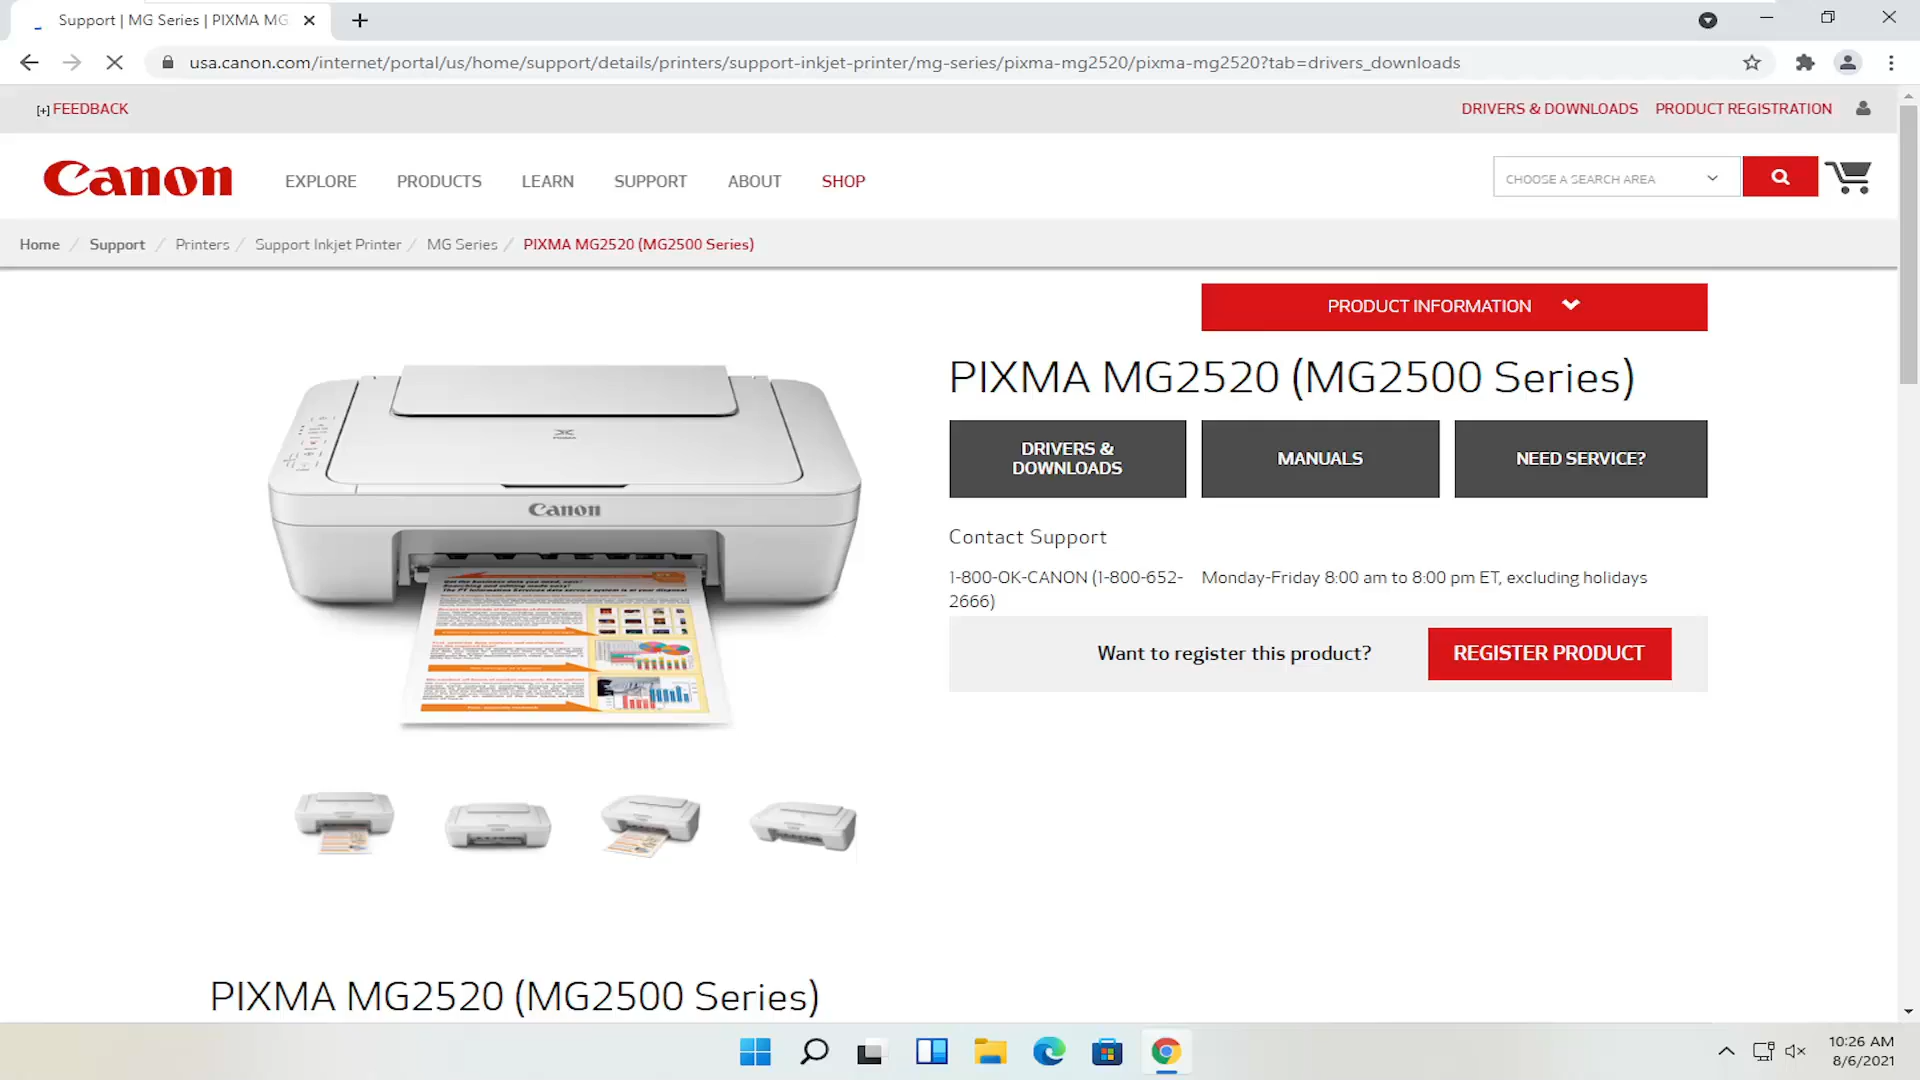 Support | MG Series | PIXMA MG
usa.canon.com/internet/portal/us/home/support/details/printers/support-inkjet-printer/mg-series/pixma-mg2520/pixma-mg2520?tab=drivers_downloads
[+] FEEDBACK
DRIVERS & DOWNLOADS PRODUCT REGISTRATION
Canon
EXPLORE PRODUCTS LEARN SUPPORT ABOUT SHOP
CHOOSE A SEARCH AREA
Home / Support / Printers / Support Inkjet Printer / MG Series / PIXMA MG2520 (MG2500 Series)
PRODUCT INFORMATION
PIXMA MG2520 (MG2500 Series)
DRIVERS &
DOWNLOADS
MANUALS
NEED SERVICE?
Canon
Contact Support
1-800-OK-CANON (1-800-652-
2666)
Monday-Friday 8:00 am to 8:00 pm ET, excluding holidays
Want to register this product?
REGISTER PRODUCT
PIXMA MG2520 (MG2500 Series)
10:26 AM
8/6/2021